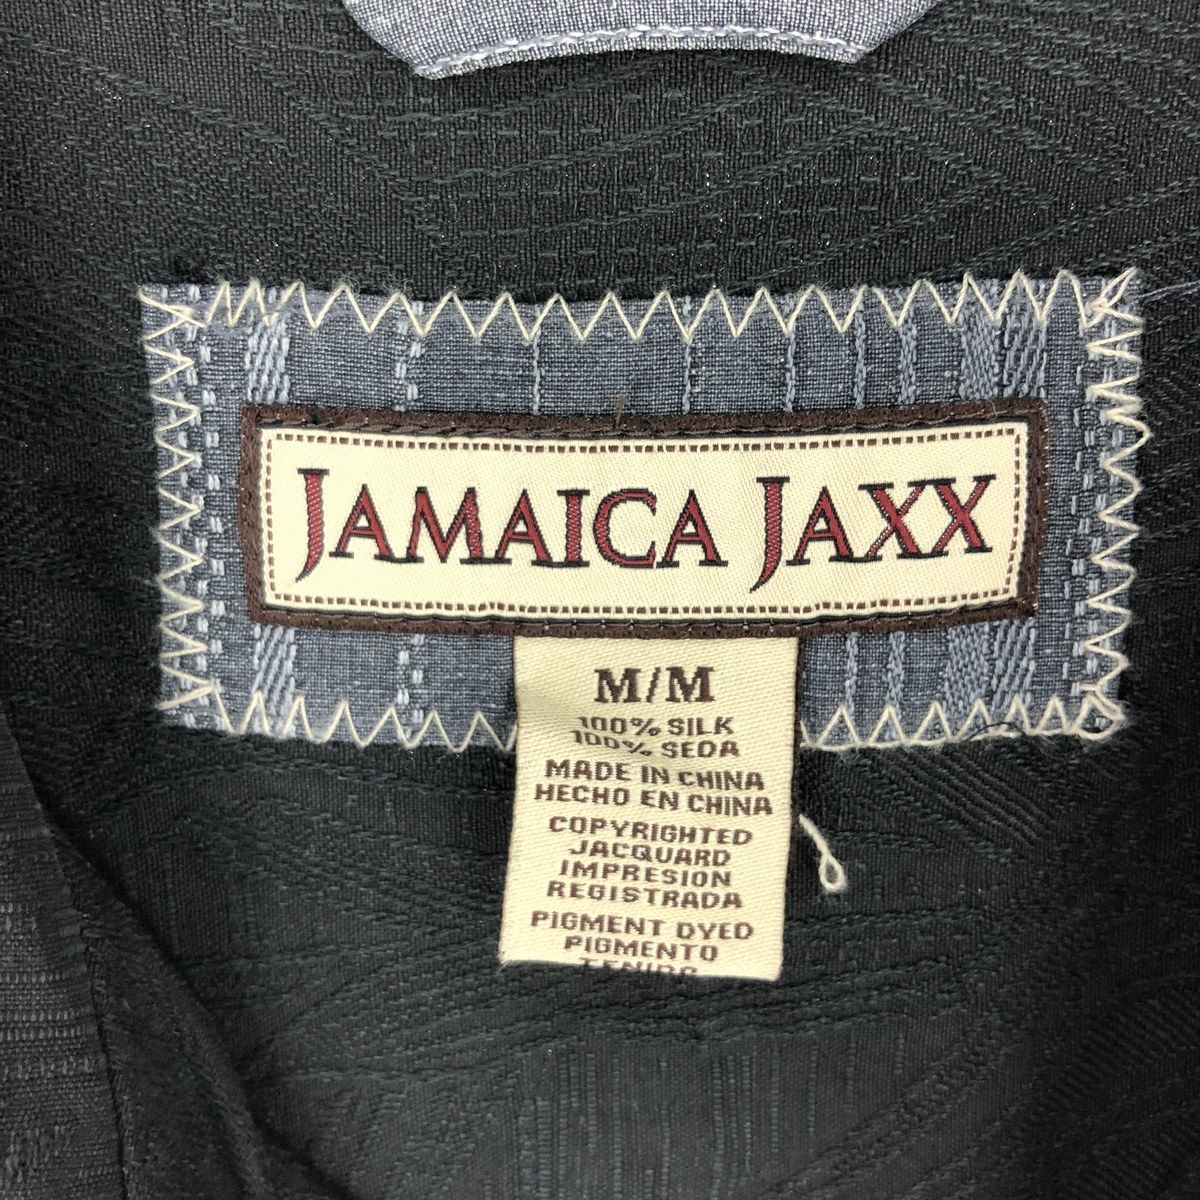 JAMAICA JAXX
M/M
100% SILK
100% SEDA
MADE IN CHINA
HECHO EN CHINA
COPYRIGHTED
JACQUARD
IMPRESION
REGISTRADA
PIGMENT DYED
PIGMENTO
TENIDO